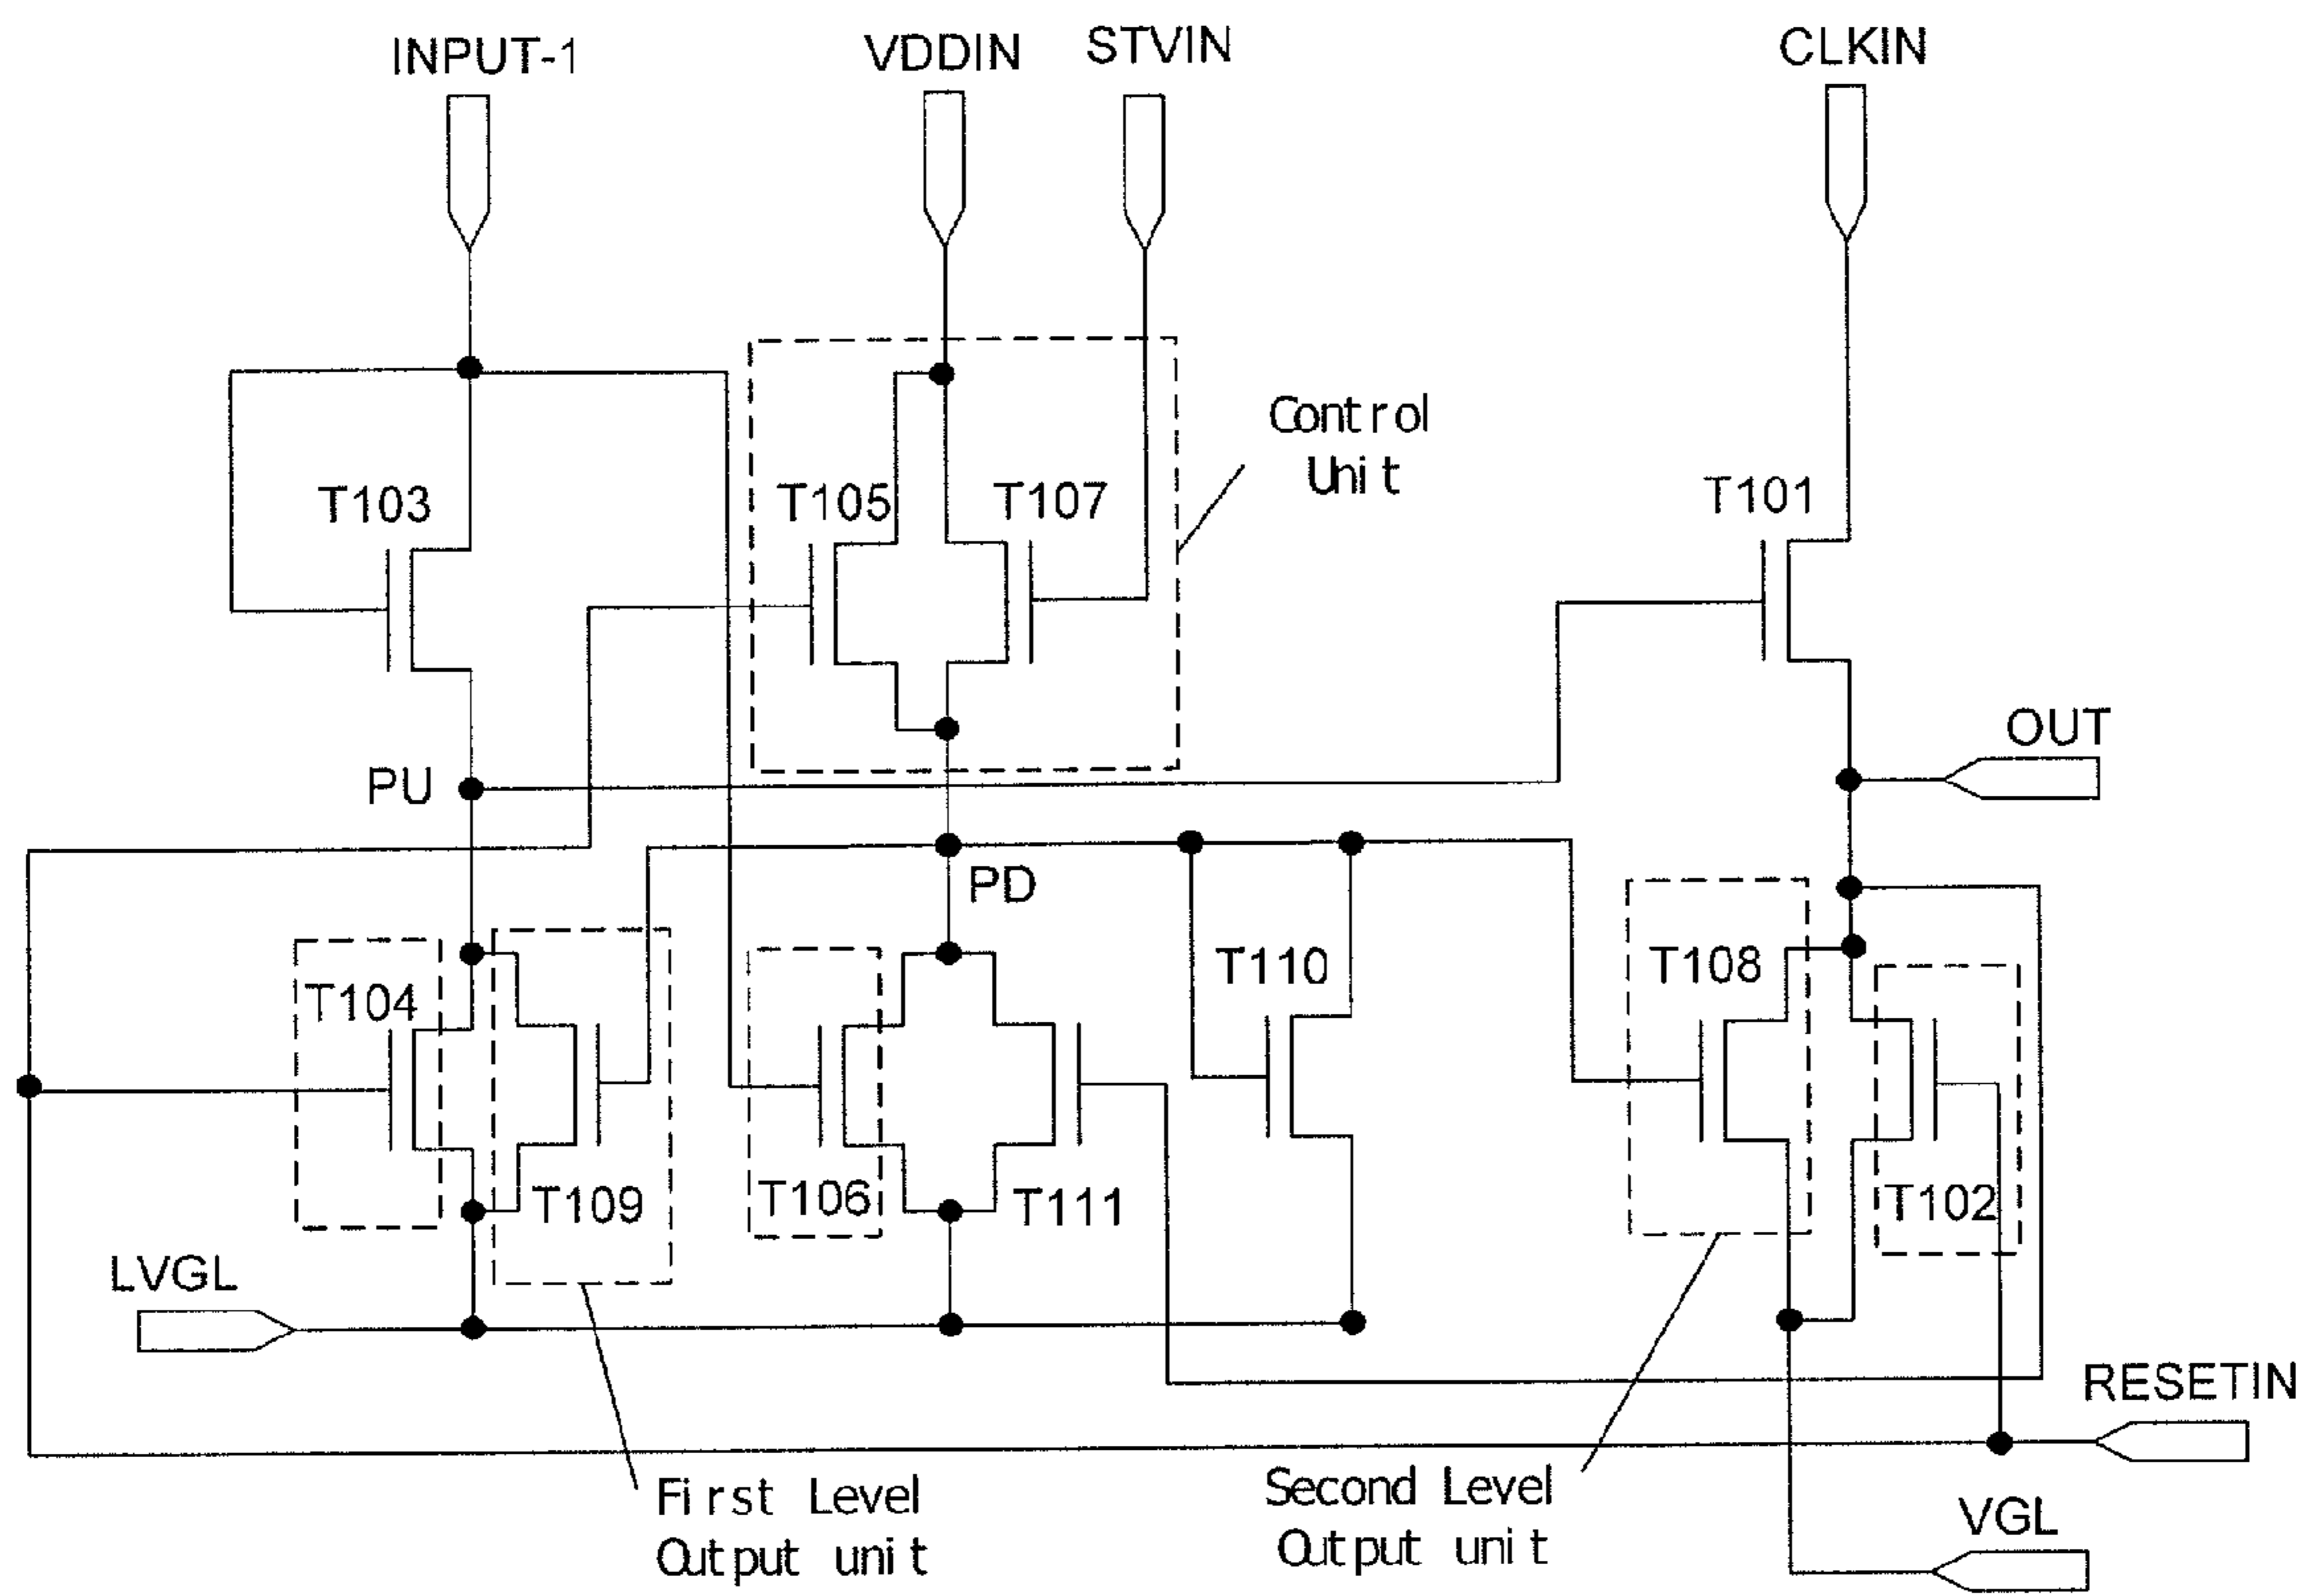 INPUT-1
VDDIN
STVIN
CLKIN
Control
Unit
T103
T105
T107
T101
OUT
PU
PD
T104
T109
T106
T111
T110
T108
T102
LVGL
RESETIN
First Level
Output unit
Second Level
Output unit
VGL